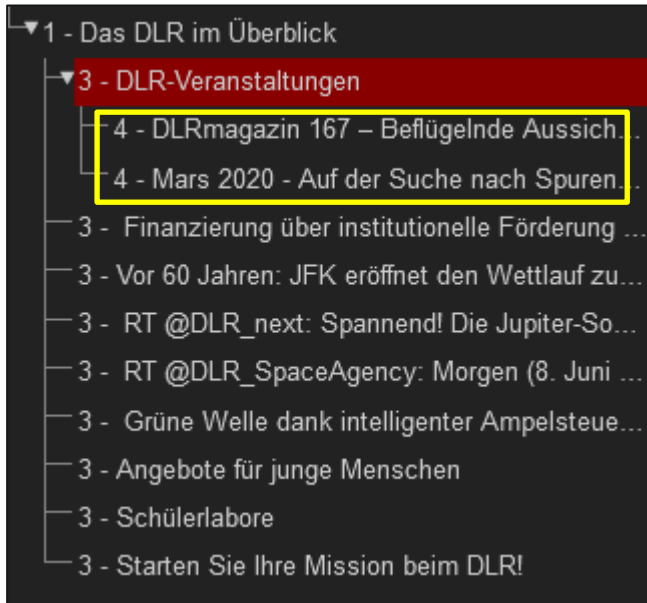 1 - Das DLR im Überblick
3 - DLR-Veranstaltungen
4 - DLRmagazin 167 – Beflügelnde Aussich...
4 - Mars 2020 - Auf der Suche nach Spuren...
3 -  Finanzierung über institutionelle Förderung ...
3 - Vor 60 Jahren: JFK eröffnet den Wettlauf zu...
3 -  RT @DLR_next: Spannend! Die Jupiter-So...
3 -  RT @DLR_SpaceAgency: Morgen (8. Juni ...
3 -  Grüne Welle dank intelligenter Ampelsteue...
3 - Angebote für junge Menschen
3 - Schülerlabore
3 - Starten Sie Ihre Mission beim DLR!